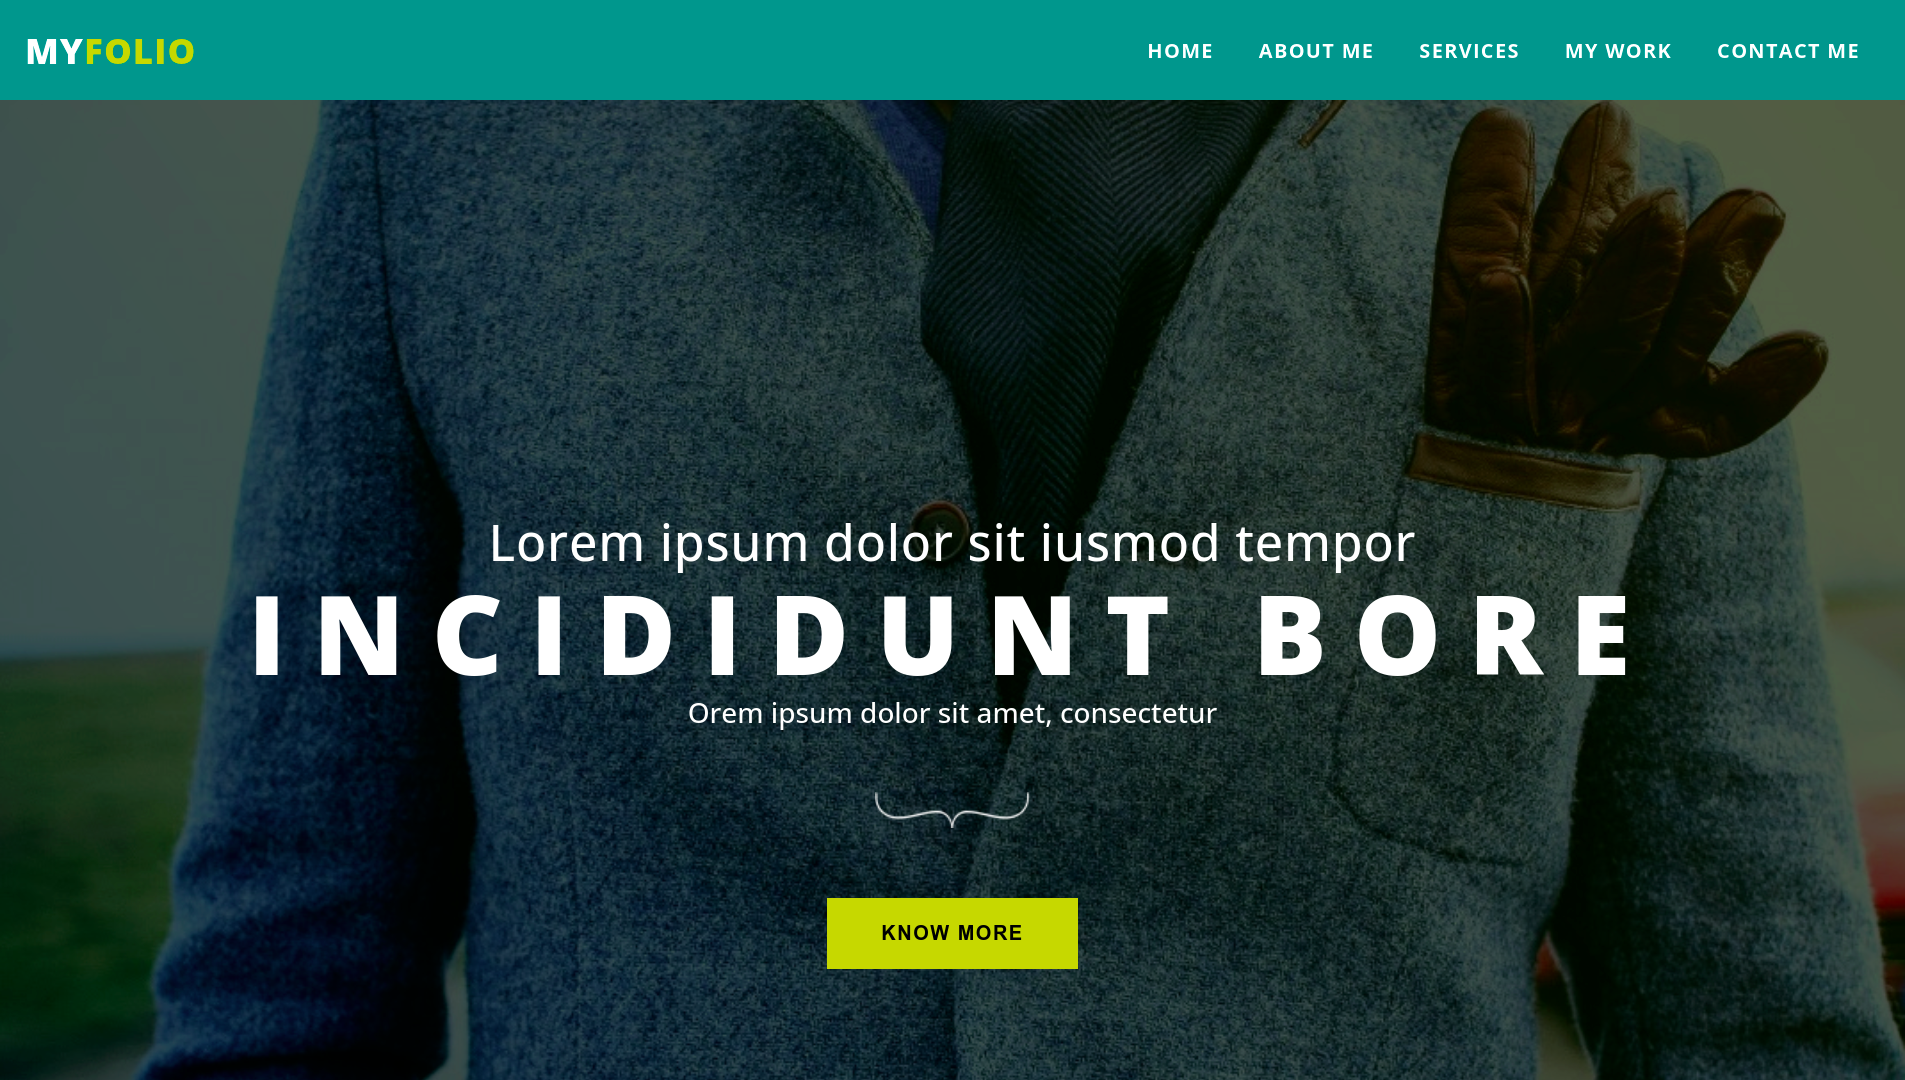 MYFOLIO
HOME ABOUT ME SERVICES MY WORK CONTACT ME
Lorem ipsum dolor sit iusmod tempor
INCIDIDUNT BORE
Orem ipsum dolor sit amet, consectetur
KNOW MORE